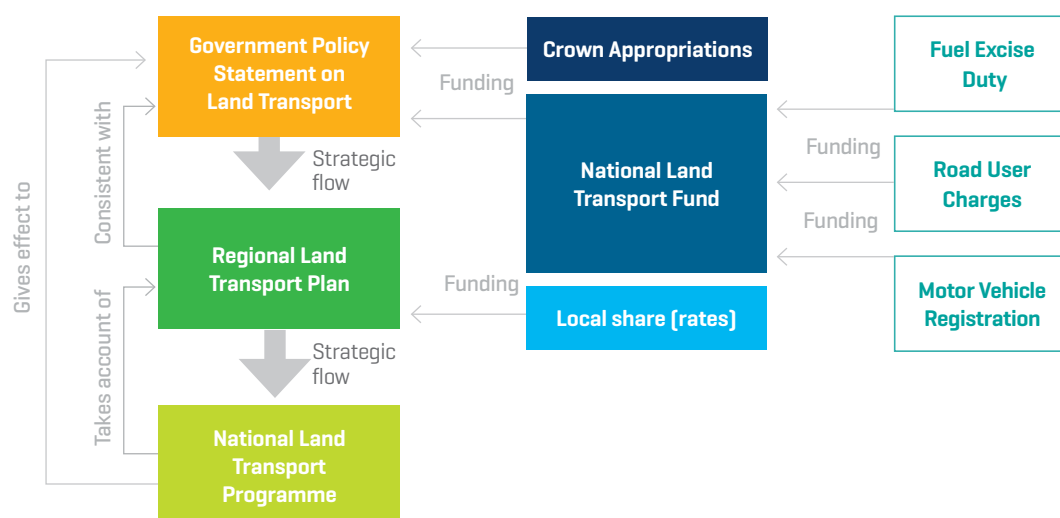 Government Policy
Statement on
Land Transport
Crown Appropriations
Fuel Excise
Duty
Funding
Consistent with
Strategic
flow
National Land
Transport Fund
Funding
Road User
Charges
Funding
Gives effect to
Regional Land
Transport Plan
Funding
Local share (rates)
Motor Vehicle
Registration
Takes account of
Strategic
flow
National Land
Transport
Programme